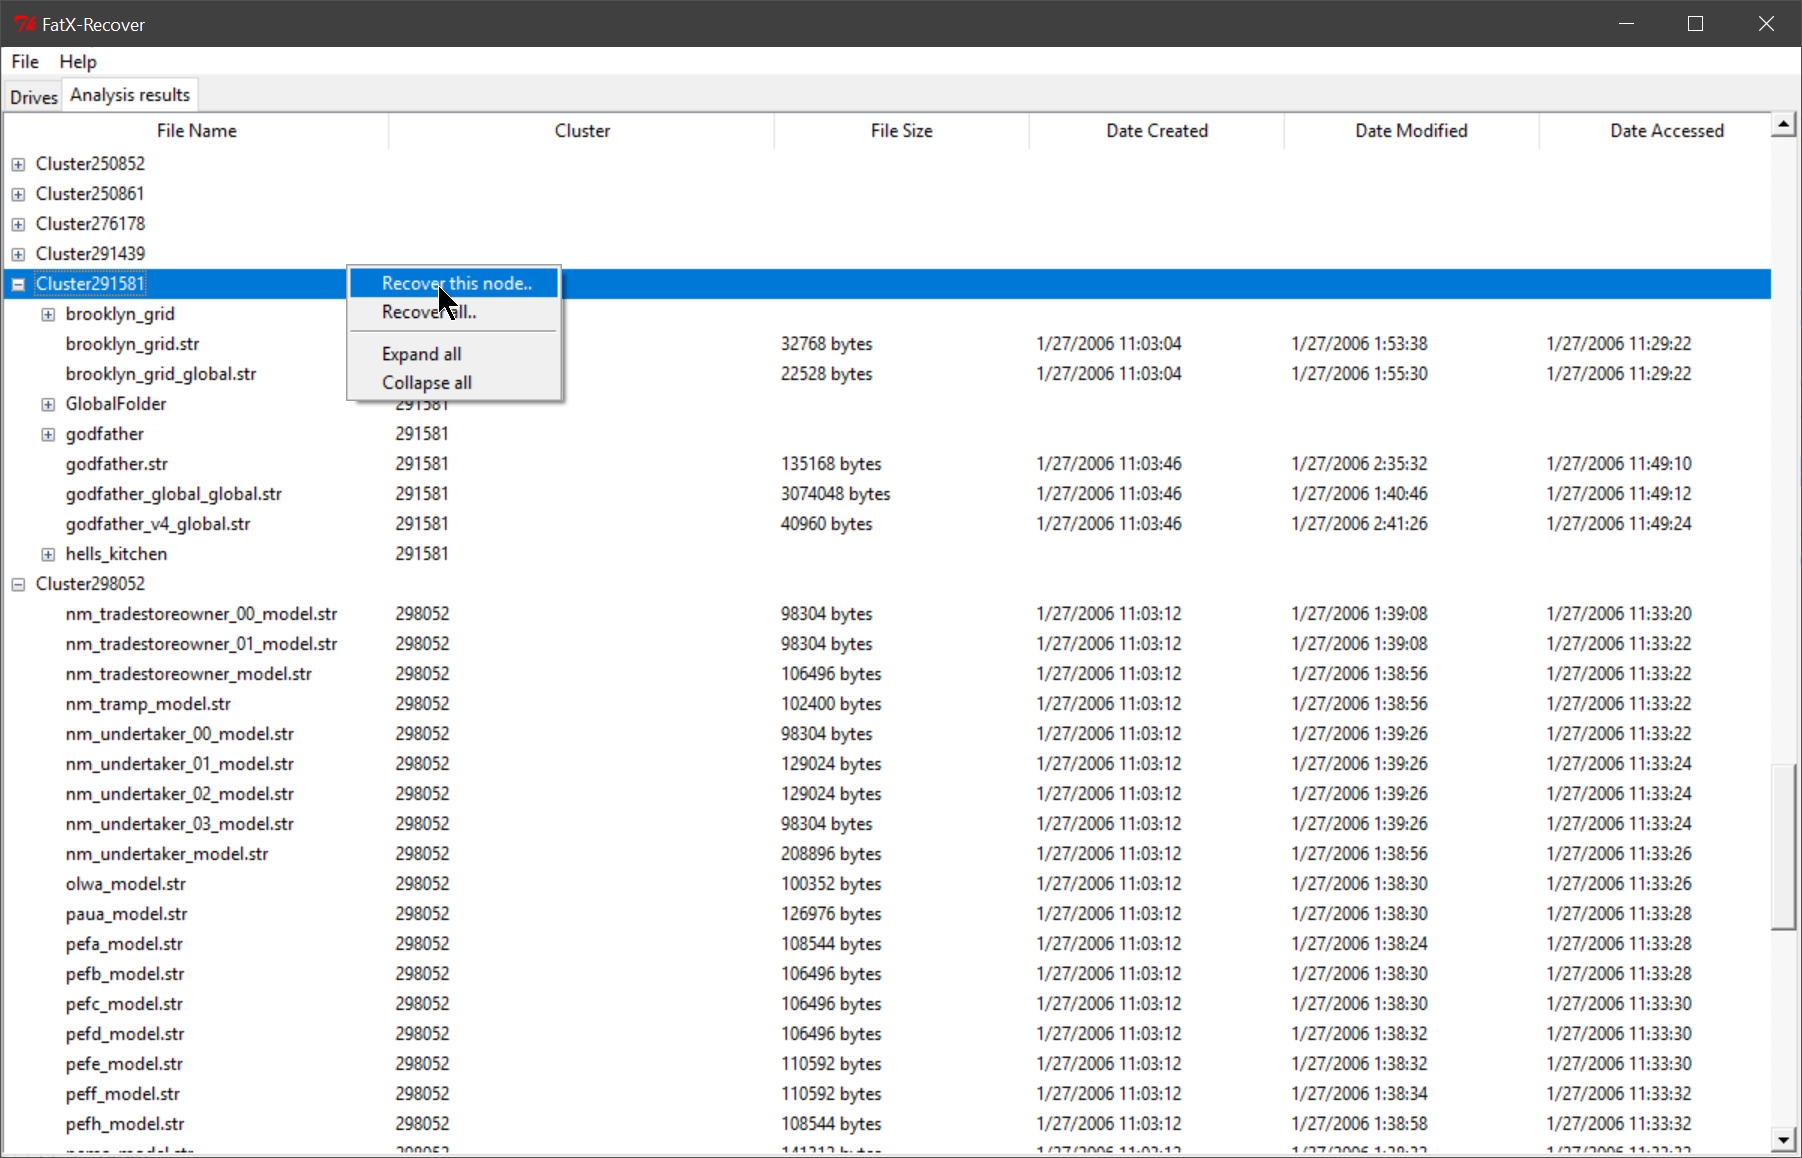 FatX-Recover
File Help
Drives Analysis results
File Name Cluster File Size Date Created Date Modified Date Accessed
Cluster250852
Cluster250861
Cluster276178
Cluster291439
Cluster291581 Recover this node..
brooklyn_grid Recover all..
brooklyn_grid.str Expand all 32768 bytes 1/27/2006 11:03:04 1/27/2006 1:53:38 1/27/2006 11:29:22
brooklyn_grid_global.str Collapse all 22528 bytes 1/27/2006 11:03:04 1/27/2006 1:55:30 1/27/2006 11:29:22
GlobalFolder 291581
godfather 291581
godfather.str 291581 135168 bytes 1/27/2006 11:03:46 1/27/2006 2:35:32 1/27/2006 11:49:10
godfather_global_global.str 291581 3074048 bytes 1/27/2006 11:03:46 1/27/2006 1:40:46 1/27/2006 11:49:12
godfather_v4_global.str 291581 40960 bytes 1/27/2006 11:03:46 1/27/2006 2:41:26 1/27/2006 11:49:24
hells_kitchen 291581
Cluster298052
nm_tradestoreowner_00_model.str 298052 98304 bytes 1/27/2006 11:03:12 1/27/2006 1:39:08 1/27/2006 11:33:20
nm_tradestoreowner_01_model.str 298052 98304 bytes 1/27/2006 11:03:12 1/27/2006 1:39:08 1/27/2006 11:33:22
nm_tradestoreowner_model.str 298052 106496 bytes 1/27/2006 11:03:12 1/27/2006 1:38:56 1/27/2006 11:33:22
nm_tramp_model.str 298052 102400 bytes 1/27/2006 11:03:12 1/27/2006 1:38:56 1/27/2006 11:33:22
nm_undertaker_00_model.str 298052 98304 bytes 1/27/2006 11:03:12 1/27/2006 1:39:26 1/27/2006 11:33:22
nm_undertaker_01_model.str 298052 129024 bytes 1/27/2006 11:03:12 1/27/2006 1:39:26 1/27/2006 11:33:24
nm_undertaker_02_model.str 298052 129024 bytes 1/27/2006 11:03:12 1/27/2006 1:39:26 1/27/2006 11:33:24
nm_undertaker_03_model.str 298052 98304 bytes 1/27/2006 11:03:12 1/27/2006 1:39:26 1/27/2006 11:33:24
nm_undertaker_model.str 298052 208896 bytes 1/27/2006 11:03:12 1/27/2006 1:38:56 1/27/2006 11:33:26
olwa_model.str 298052 100352 bytes 1/27/2006 11:03:12 1/27/2006 1:38:30 1/27/2006 11:33:26
paua_model.str 298052 126976 bytes 1/27/2006 11:03:12 1/27/2006 1:38:30 1/27/2006 11:33:28
pefa_model.str 298052 108544 bytes 1/27/2006 11:03:12 1/27/2006 1:38:24 1/27/2006 11:33:28
pefb_model.str 298052 106496 bytes 1/27/2006 11:03:12 1/27/2006 1:38:30 1/27/2006 11:33:28
pefc_model.str 298052 106496 bytes 1/27/2006 11:03:12 1/27/2006 1:38:30 1/27/2006 11:33:30
pefd_model.str 298052 106496 bytes 1/27/2006 11:03:12 1/27/2006 1:38:32 1/27/2006 11:33:30
pefe_model.str 298052 110592 bytes 1/27/2006 11:03:12 1/27/2006 1:38:32 1/27/2006 11:33:30
peff_model.str 298052 110592 bytes 1/27/2006 11:03:12 1/27/2006 1:38:34 1/27/2006 11:33:32
pefh_model.str 298052 108544 bytes 1/27/2006 11:03:12 1/27/2006 1:38:58 1/27/2006 11:33:32